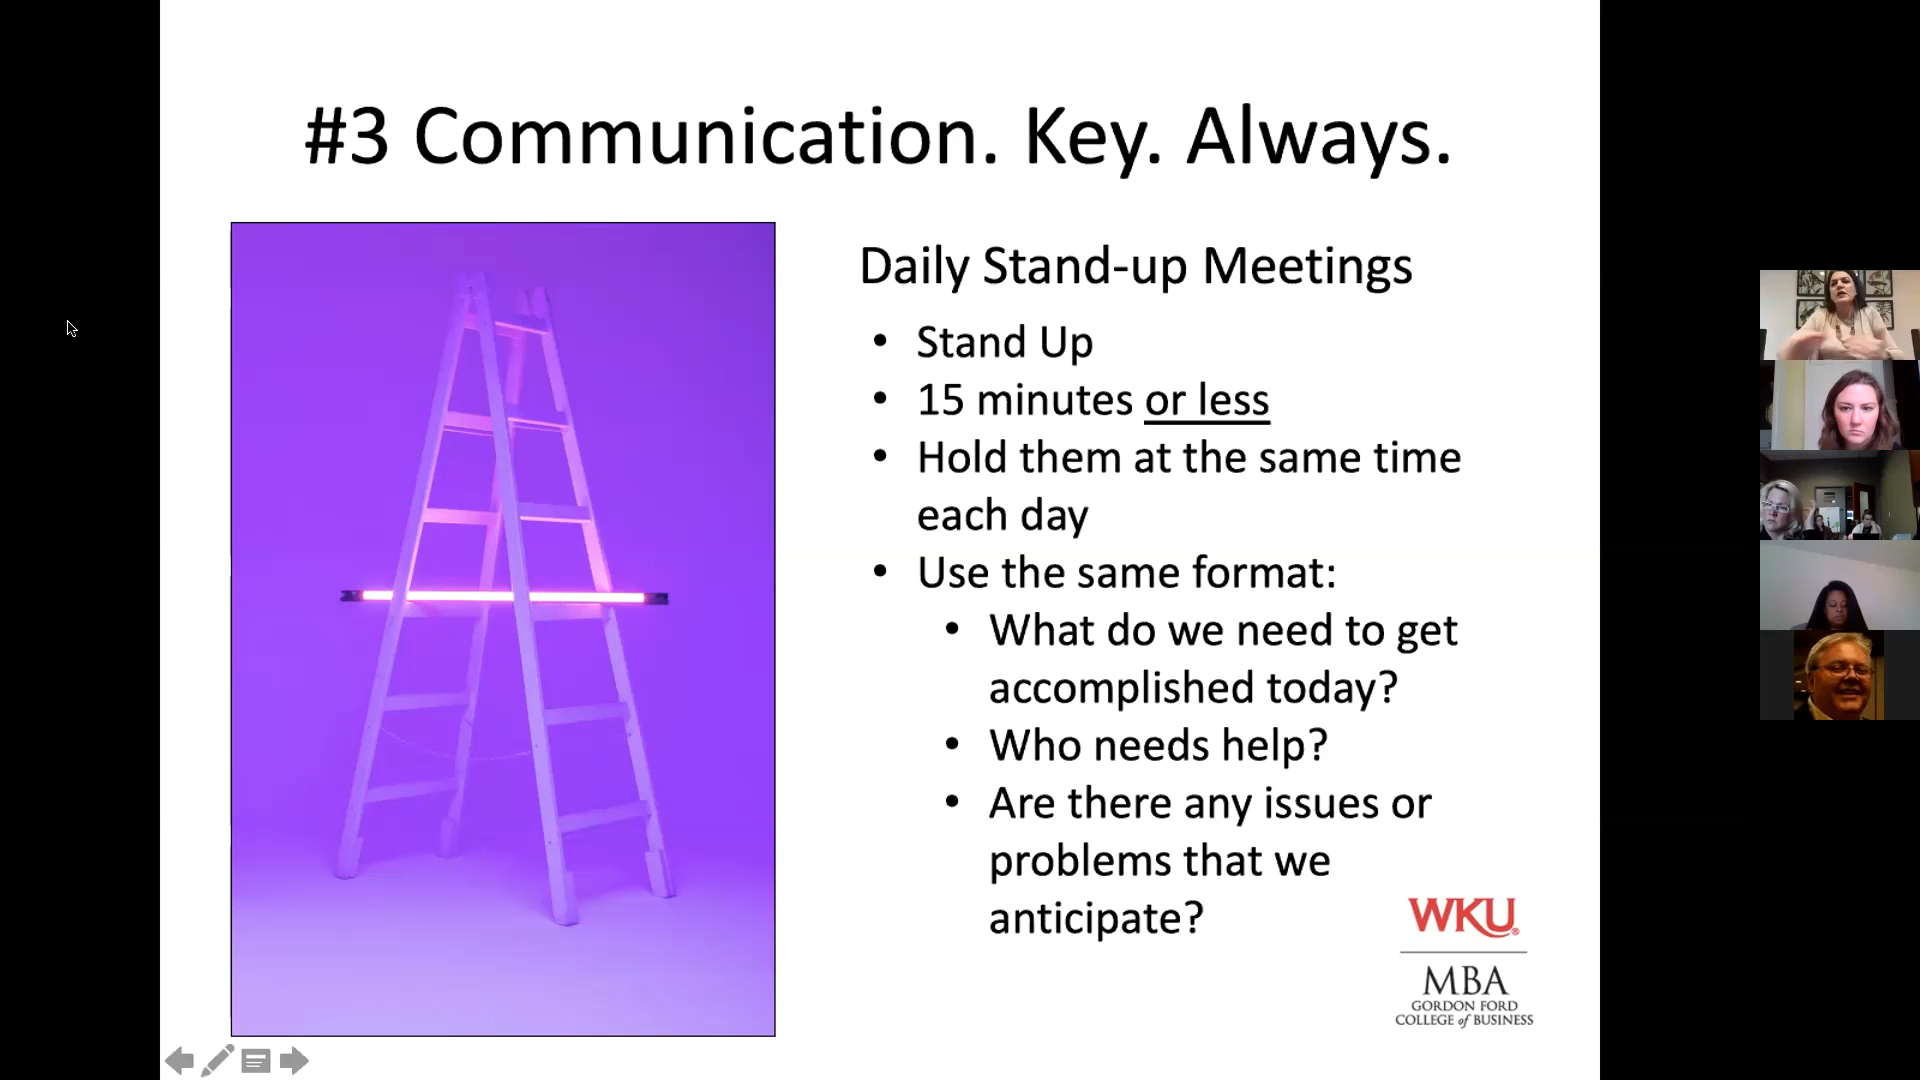 #3 Communication. Key. Always.
Daily Stand-up Meetings
• Stand Up
• 15 minutes or less
• Hold them at the same time
each day
• Use the same format:
• What do we need to get
accomplished today?
• Who needs help?
• Are there any issues or
problems that we
anticipate?
WKU®
MBA
GORDON FORD
COLLEGE of BUSINESS